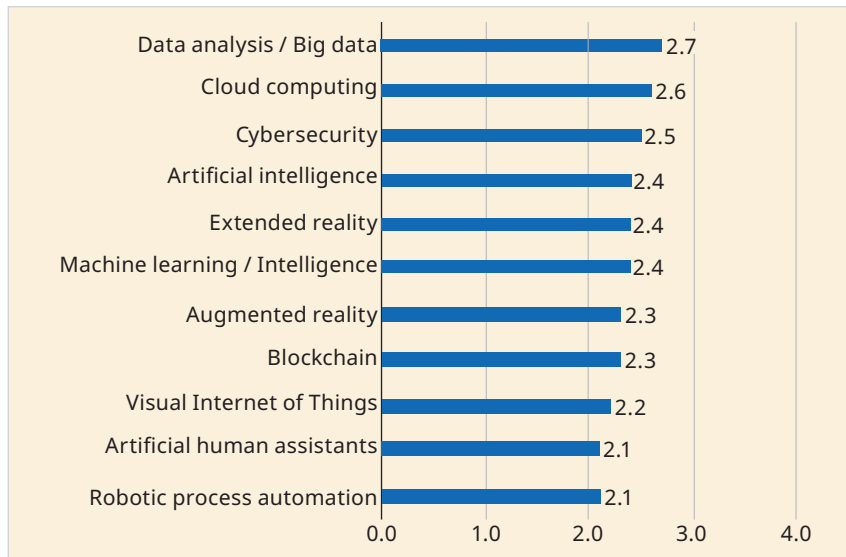 Data analysis / Big data 2.7
Cloud computing 2.6
Cybersecurity 2.5
Artificial intelligence 2.4
Extended reality 2.4
Machine learning / Intelligence 2.4
Augmented reality 2.3
Blockchain 2.3
Visual Internet of Things 2.2
Artificial human assistants 2.1
Robotic process automation 2.1
0.0 1.0 2.0 3.0 4.0